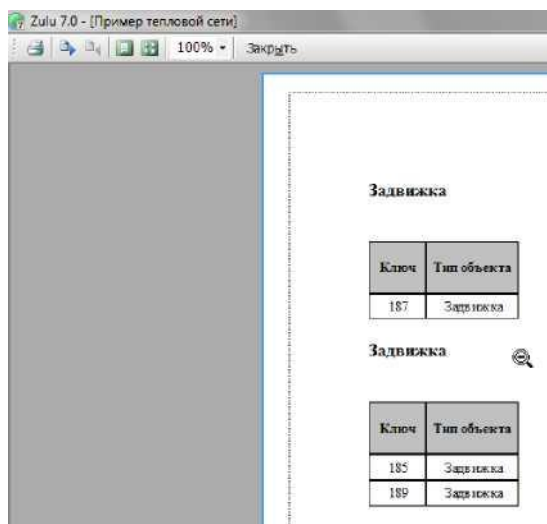 Zulu 7.0 - [Пример тепловой сети]
100% Закрыть
Задвижка
Ключ Тип объекта
187 Задвижка
Задвижка
Ключ Тип объекта
185 Задвижка
189 Задвижка